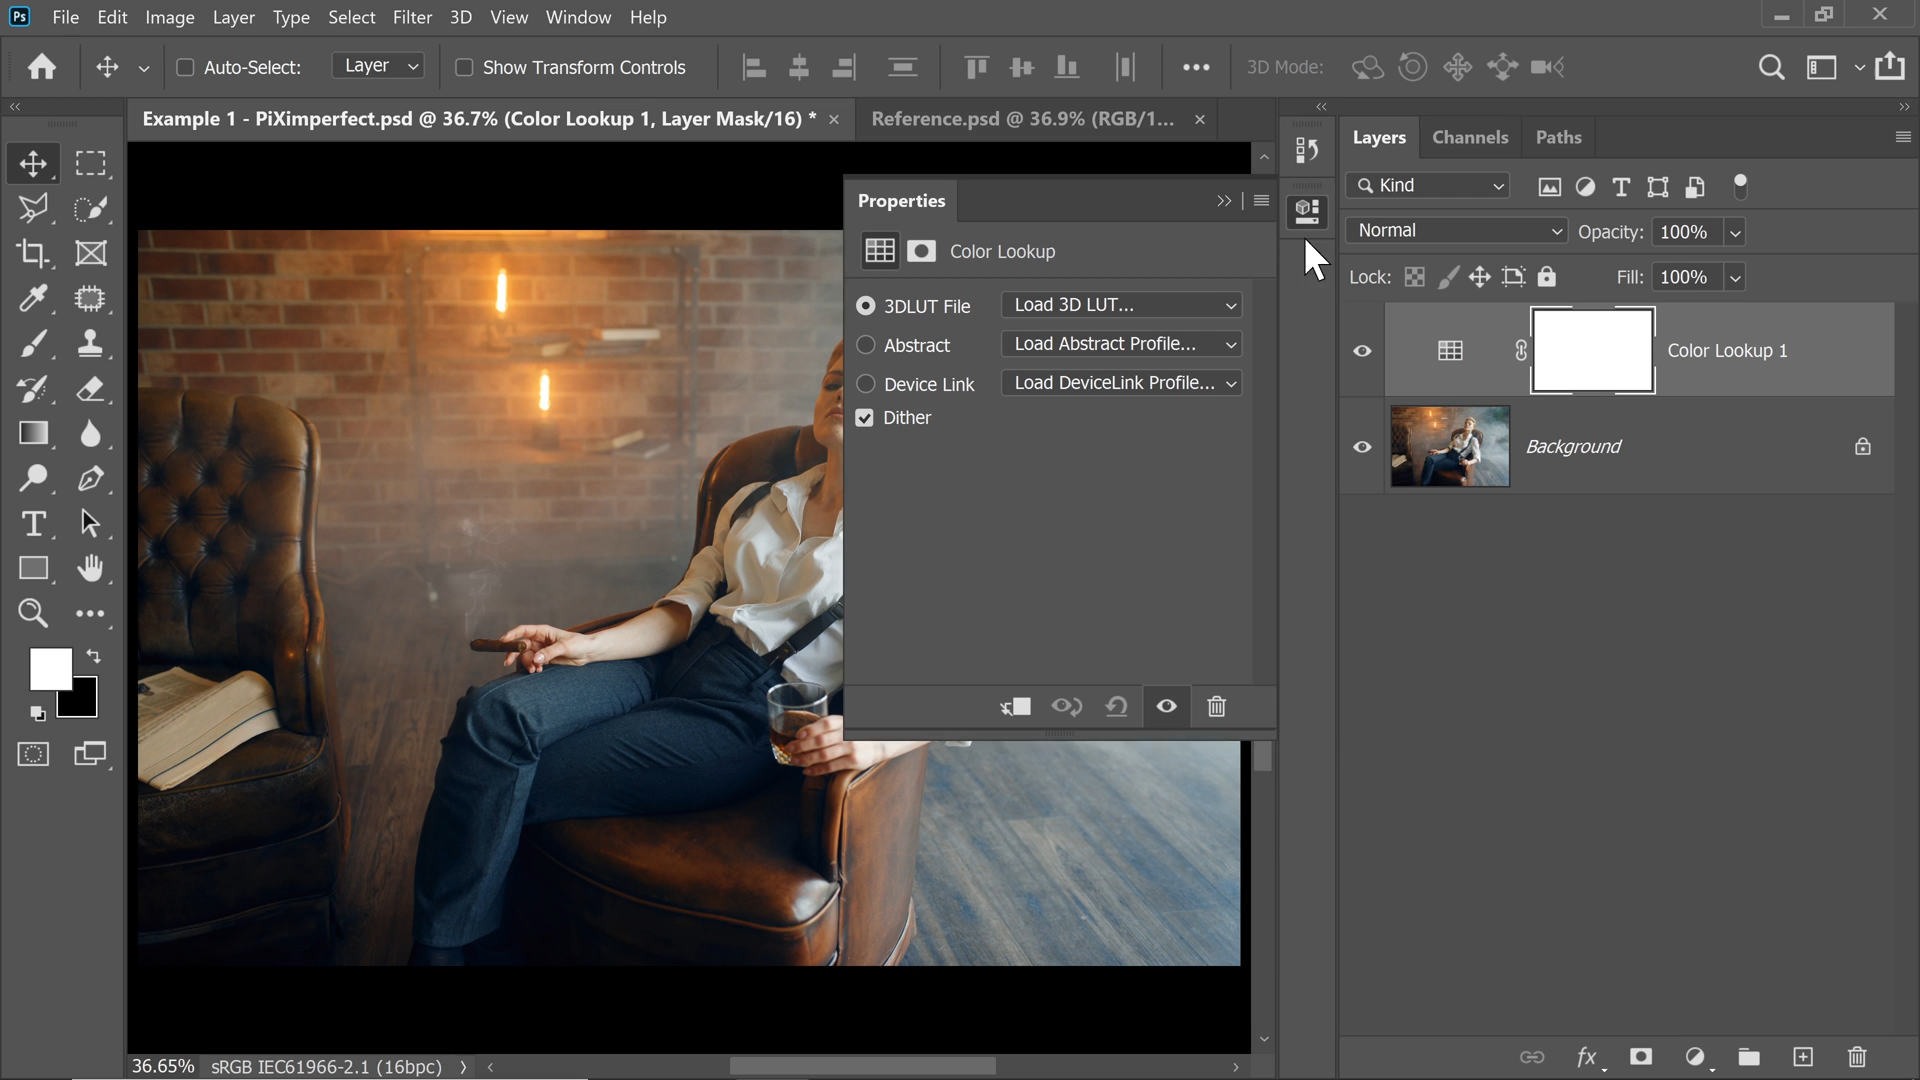 Ps File Edit Image Layer Type Select Filter 3D View Window Help
Auto-Select: Layer Show Transform Controls 3D Mode:
Example 1 - PiXimperfect.psd @ 36.7% (Color Lookup 1, Layer Mask/16) * Reference.psd @ 36.9% (RGB/1...
Layers Channels Paths
Kind
Properties
Normal Opacity: 100%
Color Lookup
Lock: Fill: 100%
3DLUT File Load 3D LUT...
Abstract Load Abstract Profile...
Color Lookup 1
Device Link Load DeviceLink Profile...
Dither
Background
36.65% sRGB IEC61966-2.1 (16bpc)
fx